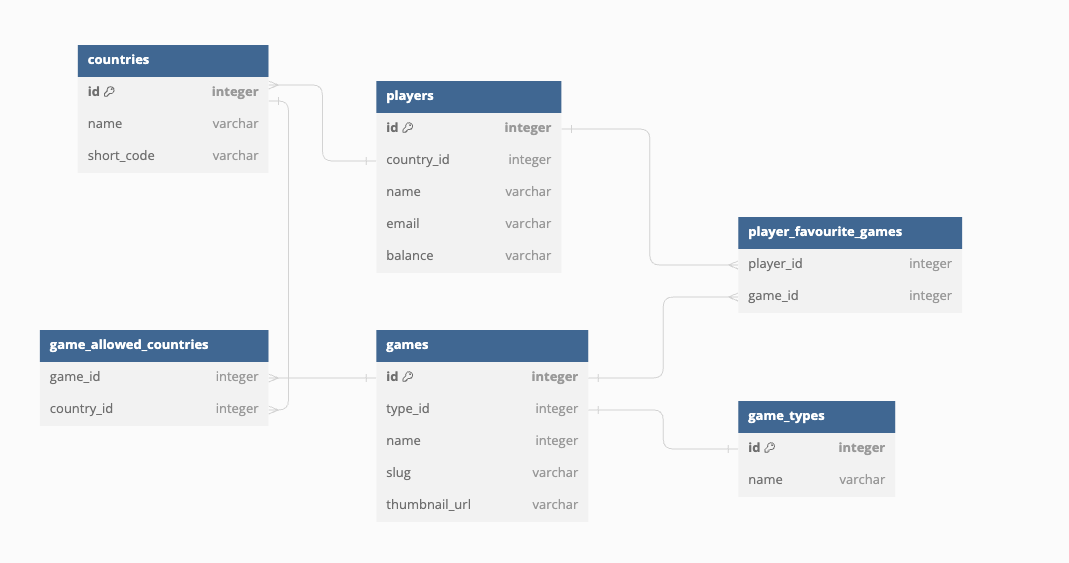 countries
id integer
name varchar
short_code varchar
players
id integer
country_id integer
name varchar
email varchar
balance varchar
player_favourite_games
player_id integer
game_id integer
game_allowed_countries
game_id integer
country_id integer
games
id integer
type_id integer
name integer
slug varchar
thumbnail_url varchar
game_types
id integer
name varchar